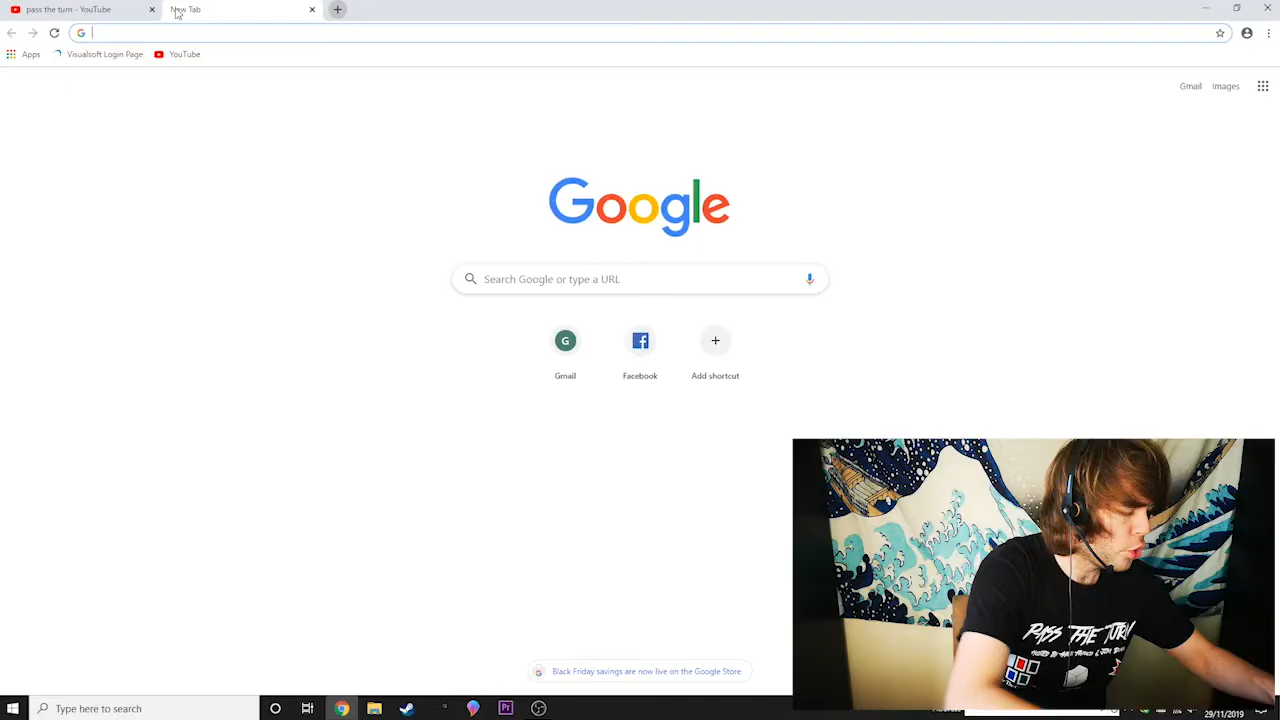 pass the turn - YouTube
New Tab
Apps
Visualsoft Login Page
YouTube
Gmail
Images
Google
Search Google or type a URL
G
Gmail
Facebook
Add shortcut
PASS THE TURN
Black Friday savings are now live on the Google Store
Type here to search
Pr
29/11/2019